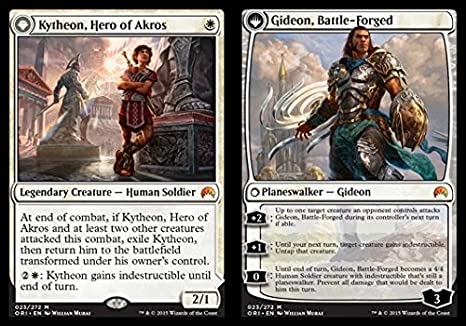 Kytheon, Hero of Akros
Legendary Creature — Human Soldier
At end of combat, if Kytheon, Hero of
Akros and at least two other creatures
attacked this combat, exile Kytheon,
then return him to the battlefield
transformed under his owner's control.
2: Kytheon gains indestructible until
end of turn.
2/1
023/272 M
ORI • EN Willian Murai
™ & © 2015 Wizards of the Coast
Gideon, Battle-Forged
Planeswalker — Gideon
+2: Up to one target creature an opponent controls attacks
Gideon, Battle-Forged during its controller's next turn
if able.
+1: Until your next turn, target creature gains indestructible.
Untap that creature.
0: Until end of turn, Gideon, Battle-Forged becomes a 4/4
Human Soldier creature with indestructible that's still a
planeswalker. Prevent all damage that would be dealt to
him this turn.
3
023/272 M
ORI • EN Willian Murai
™ & © 2015 Wizards of the Coast